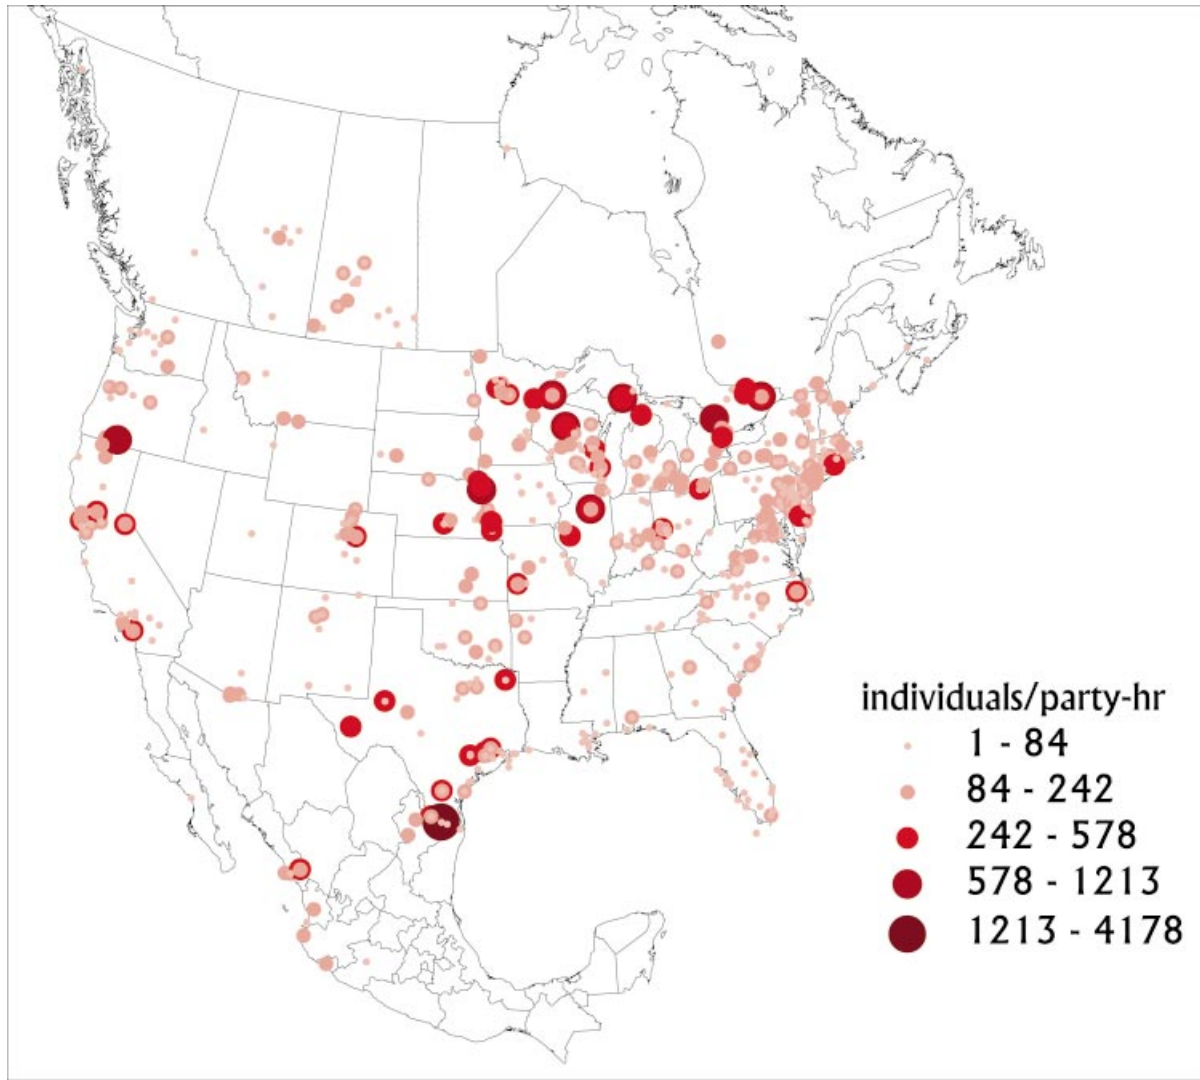 individuals/party-hr
1 - 84
84 - 242
242 - 578
578 - 1213
1213 - 4178